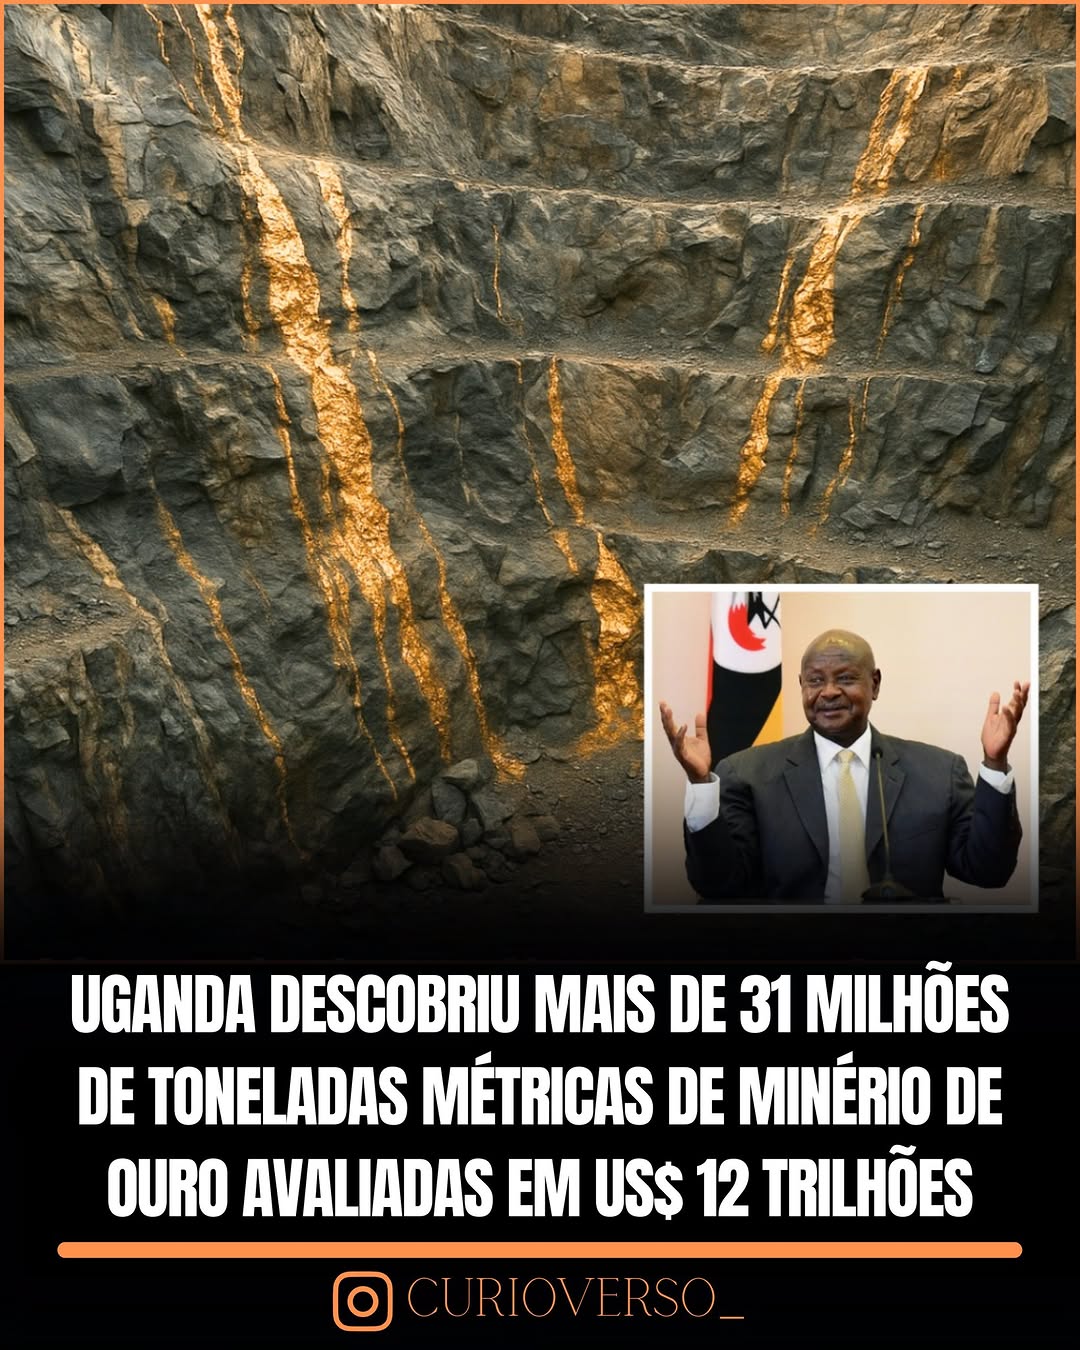 UGANDA DESCOBRIU MAIS DE 31 MILHÕES
DE TONELADAS MÉTRICAS DE MINÉRIO DE
OURO AVALIADAS EM US$ 12 TRILHÕES
CURIOVERSO_